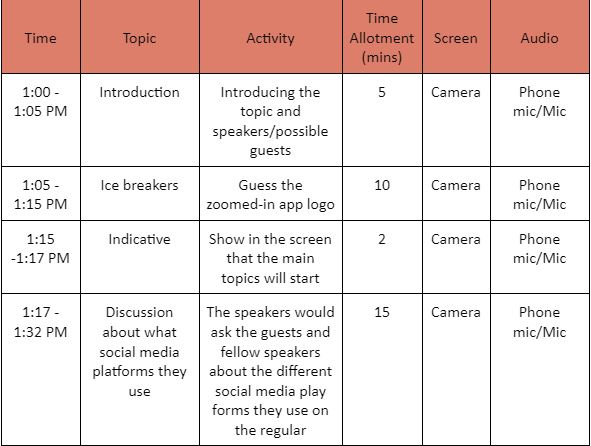 Time
Topic
Activity
Time
Allotment
(mins)
Screen
Audio
1:00 -
1:05 PM
Introduction
Introducing the
topic and
speakers/possible
guests
5
Camera
Phone
mic/Mic
1:05 -
1:15 PM
Ice breakers
Guess the
zoomed-in app logo
10
Camera
Phone
mic/Mic
1:15
-1:17 PM
Indicative
Show in the screen
that the main
topics will start
2
Camera
Phone
mic/Mic
1:17 -
1:32 PM
Discussion
about what
social media
platforms they
use
The speakers would
ask the guests and
fellow speakers
about the different
social media play
forms they use on
the regular
15
Camera
Phone
mic/Mic